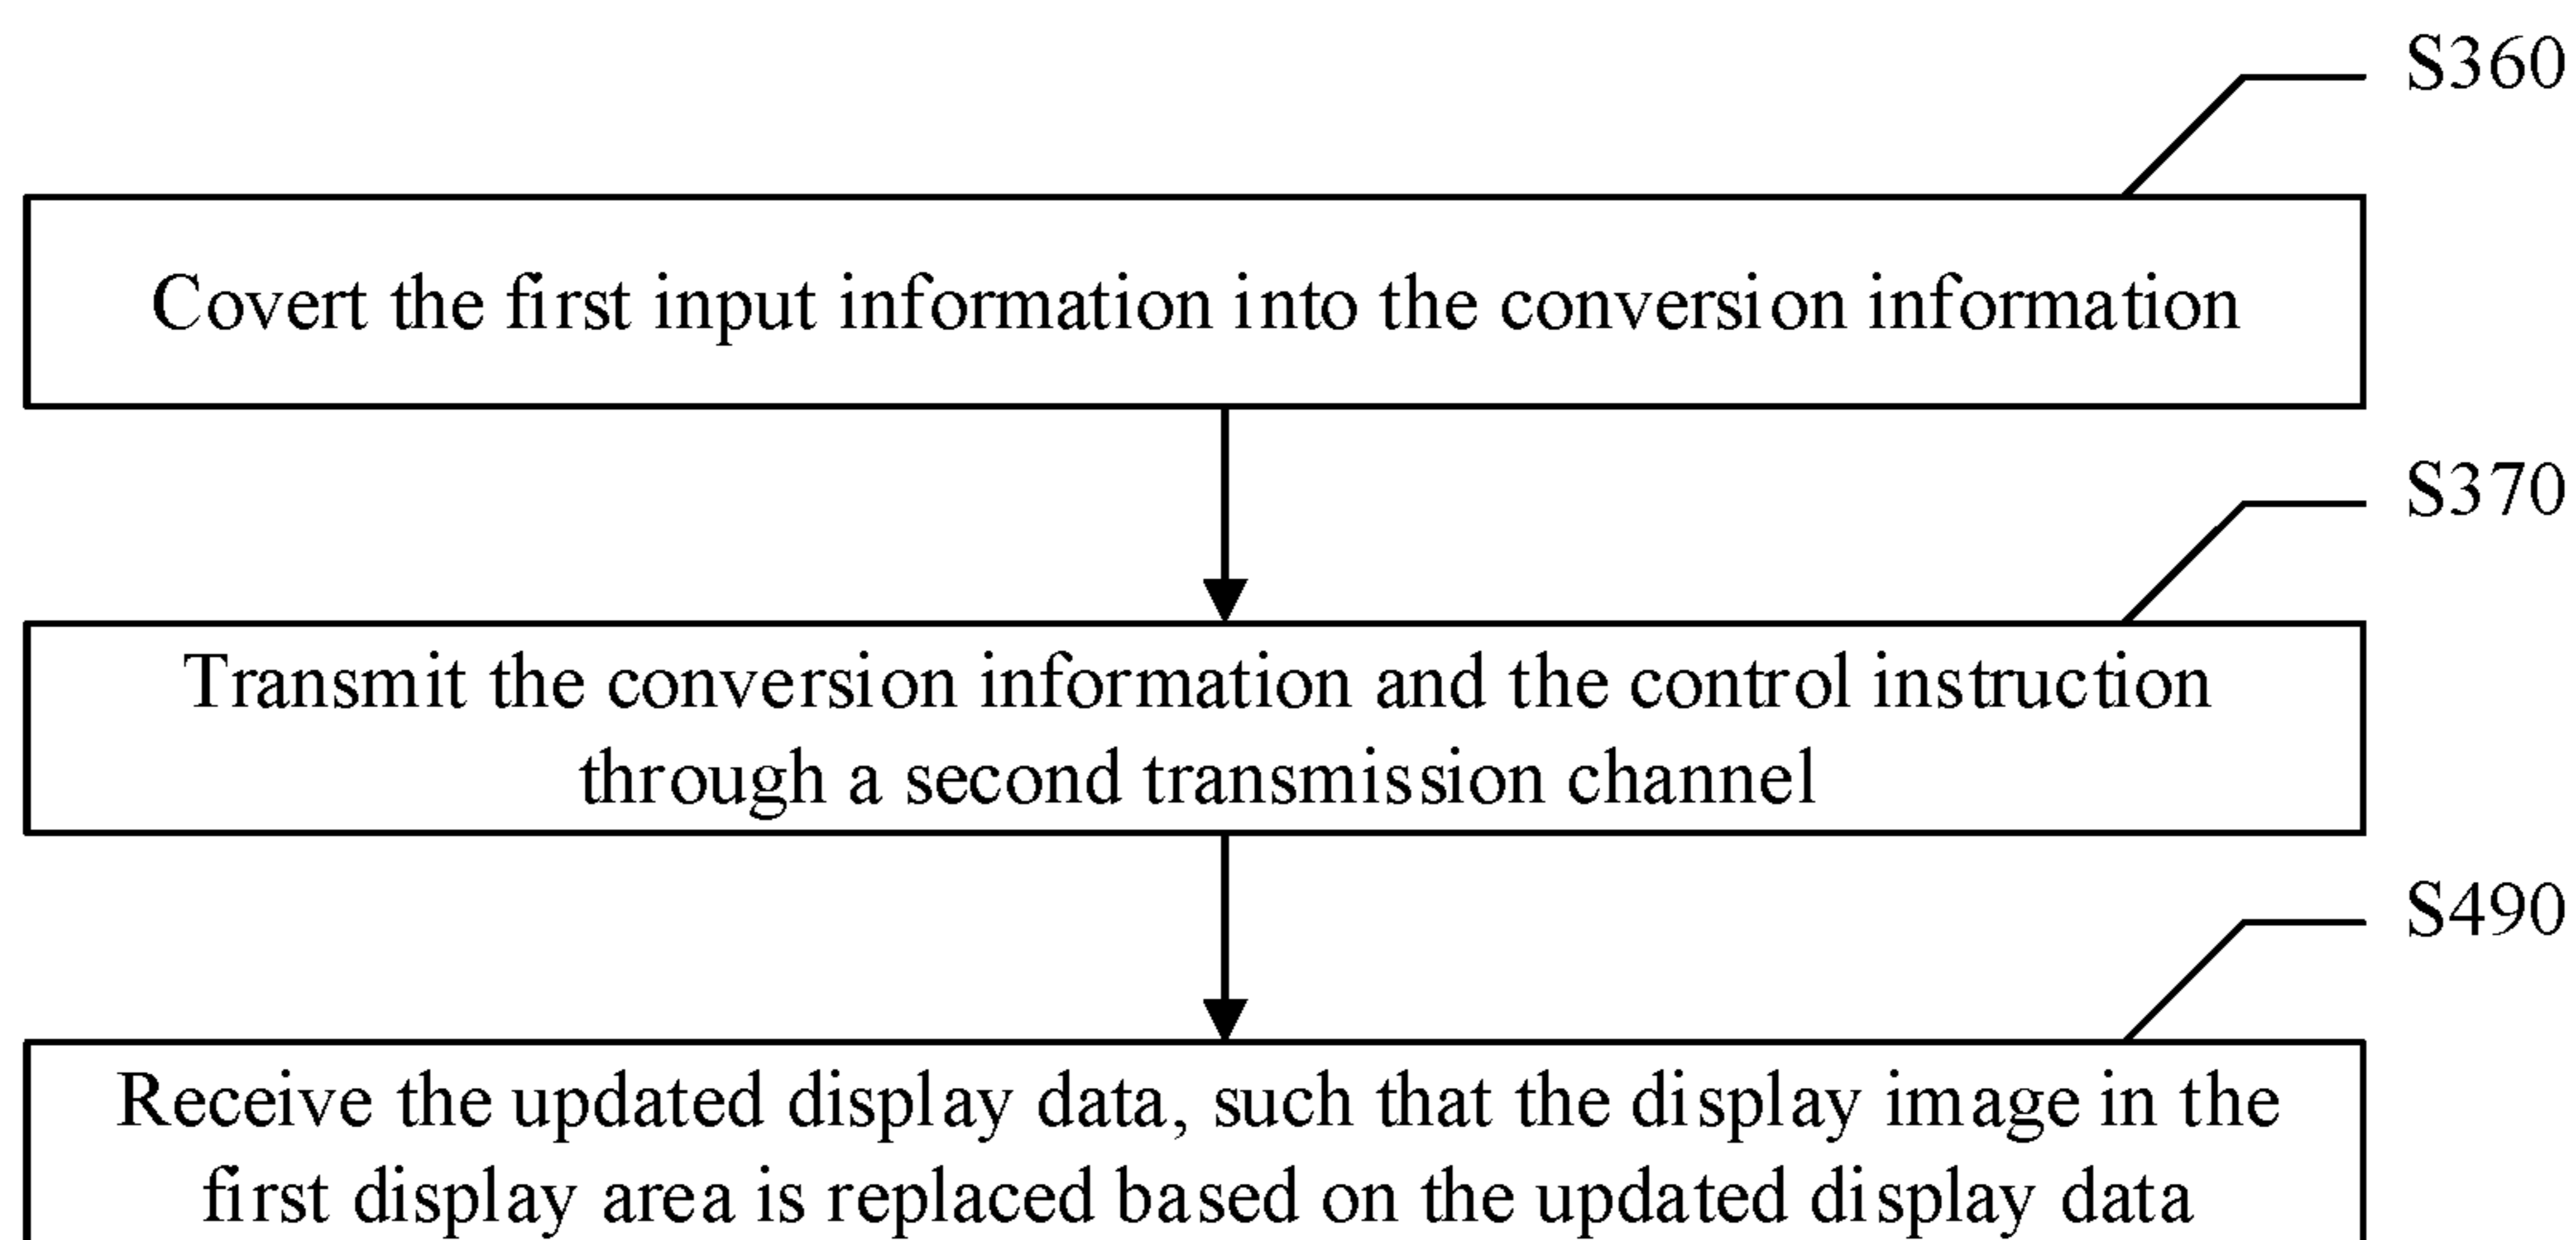 S360
Covert the first input information into the conversion information
S370
Transmit the conversion information and the control instruction
through a second transmission channel
S490
Receive the updated display data, such that the display image in the
first display area is replaced based on the updated display data